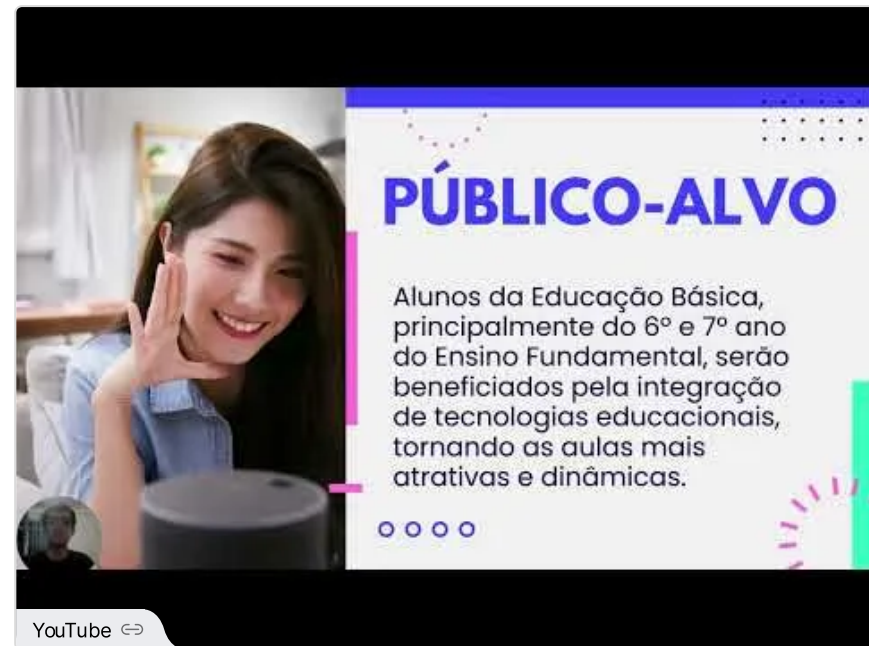 PÚBLICO-ALVO
Alunos da Educação Básica,
principalmente do 6º e 7º ano
do Ensino Fundamental, serão
beneficiados pela integração
de tecnologias educacionais,
tornando as aulas mais
atrativas e dinâmicas.
YouTube